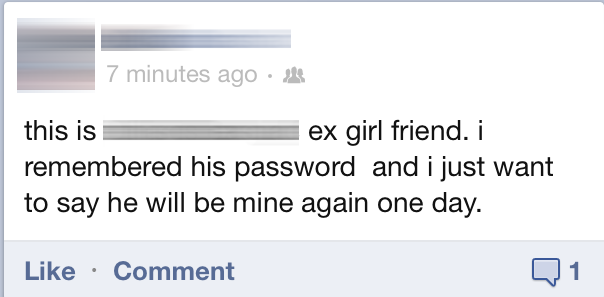 7 minutes ago ·
this is ex girl friend. i
remembered his password and i just want
to say he will be mine again one day.
Like · Comment 1